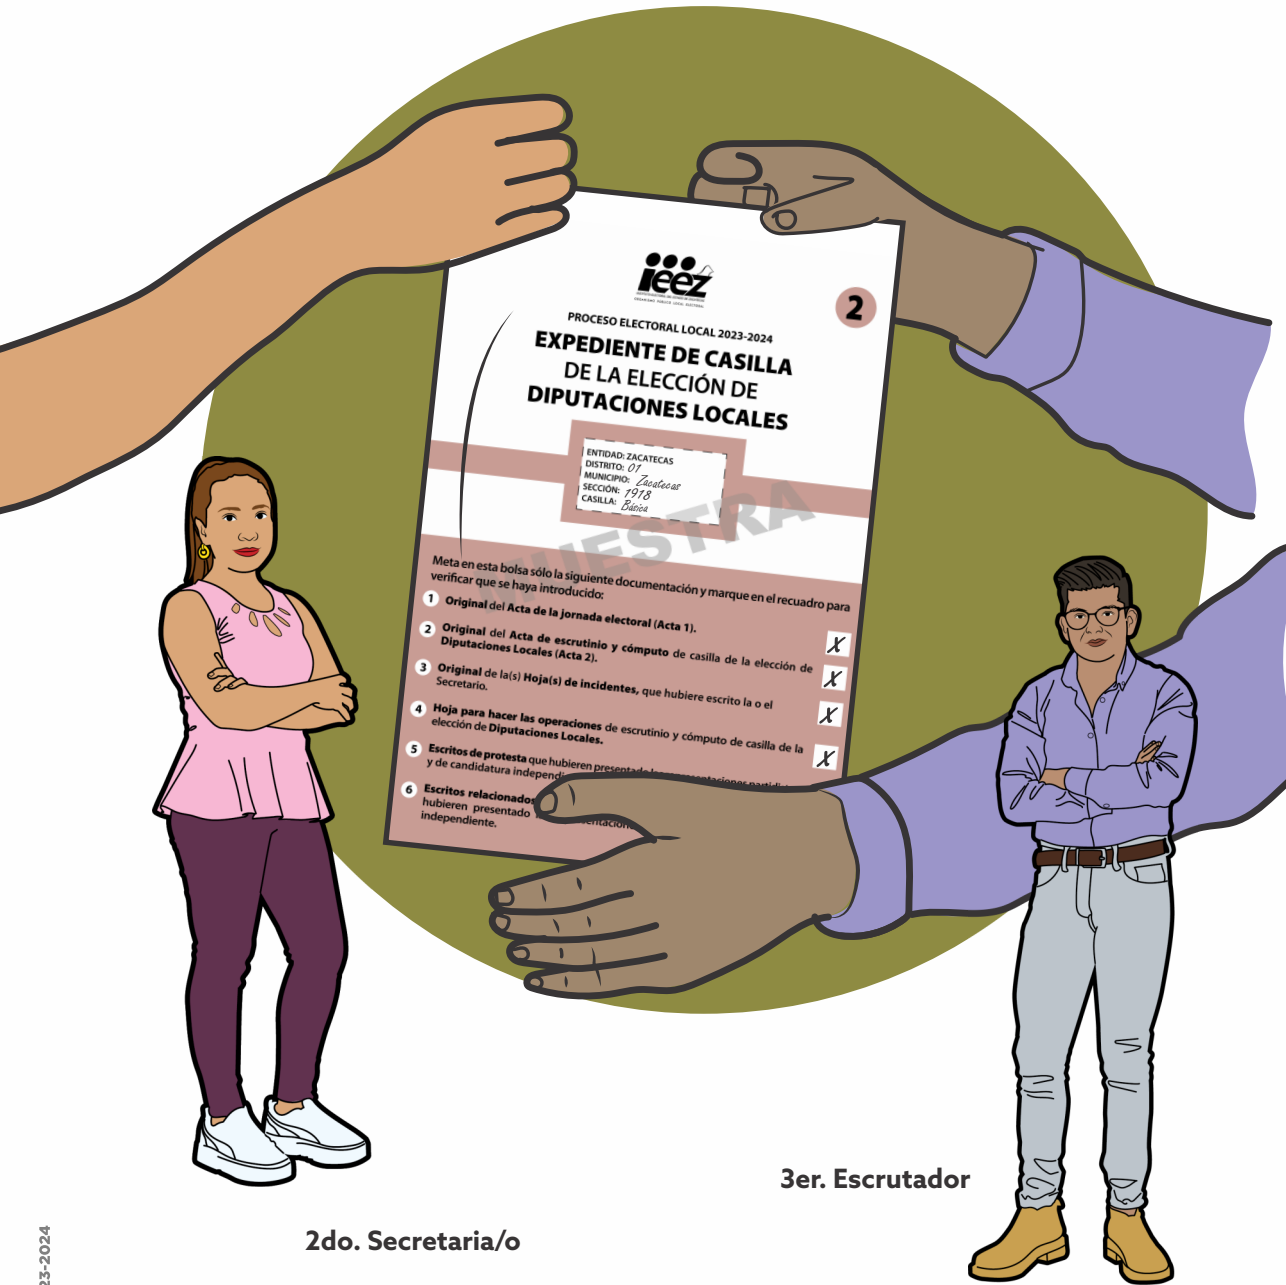 ieez
2
PROCESO ELECTORAL LOCAL 2023-2024
EXPEDIENTE DE CASILLA
DE LA ELECCIÓN DE
DIPUTACIONES LOCALES
ENTIDAD: ZACATECAS
DISTRITO: 01
MUNICIPIO: Zacatecas
SECCIÓN: 1918
CASILLA: Básica
MUESTRA
Meta en esta bolsa sólo la siguiente documentación y marque en el recuadro para
verificar que se haya introducido:
1 Original del Acta de la jornada electoral (Acta 1). X
2 Original del Acta de escrutinio y cómputo de casilla de la elección de
Diputaciones Locales (Acta 2). X
3 Original de la(s) Hoja(s) de incidentes, que hubiere escrito la o el
Secretario. X
4 Hoja para hacer las operaciones de escrutinio y cómputo de casilla de la
elección de Diputaciones Locales. X
5 Escritos de protesta que hubieren presentado
y de candidatura
6 Escritos relacionados
hubieren presentado
independiente.
3er. Escrutador
2do. Secretaria/o
23-2024